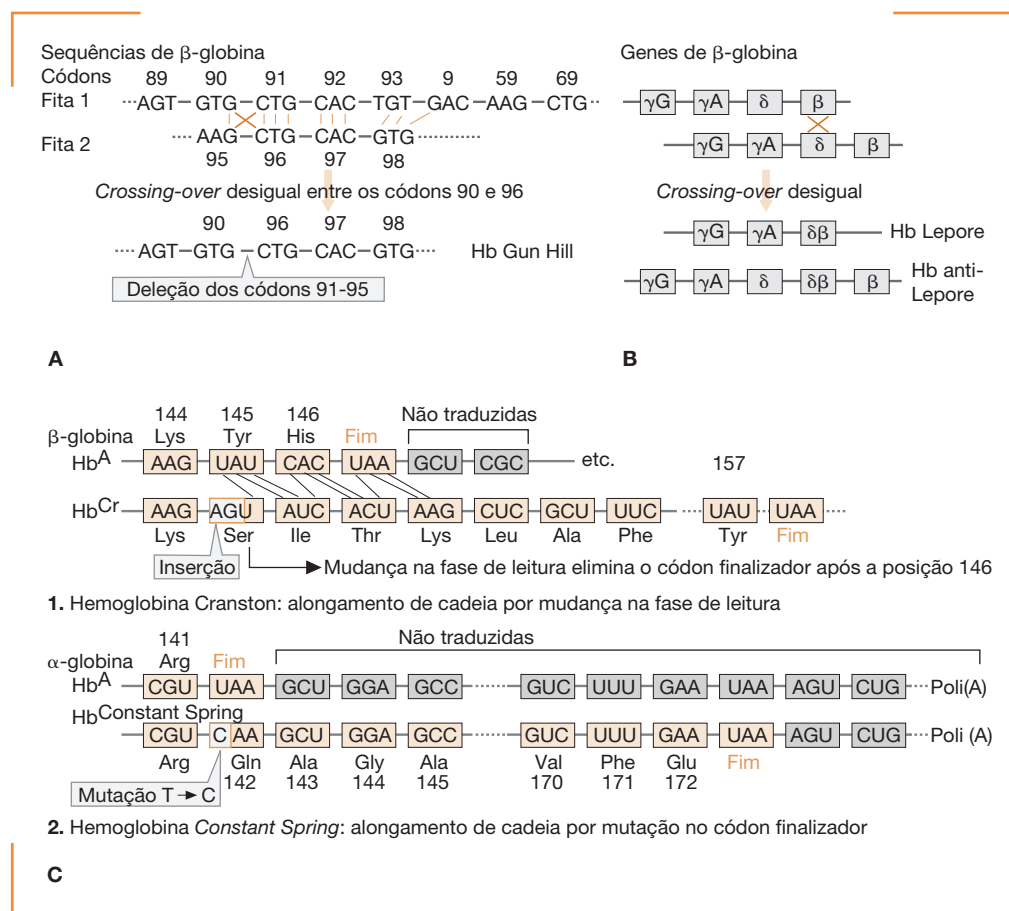 Sequências de β-globina
Códons
89 90 91 92 93 9 59 69
Fita 1 ···AGT–GTG–CTG–CAC–TGT–GAC–AAG–CTG···
Fita 2 ·····AAG–CTG–CAC–GTG·········
95 96 97 98
Crossing-over desigual entre os códons 90 e 96
90 96 97 98
···AGT–GTG–CTG–CAC–GTG···· Hb Gun Hill
Deleção dos códons 91-95
A
Genes de β-globina
γG γA δ β
γG γA δ β
Crossing-over desigual
γG γA δβ Hb Lepore
γG γA δ δβ β Hb anti-
Lepore
B
144 145 146 Não traduzidas
β-globina Lys Tyr His Fim
HbA AAG UAU CAC UAA GCU CGC etc. 157
HbCr AAG AGU AUC ACU AAG CUC GCU UUC ····· UAU UAA ····
Lys Ser Ile Thr Lys Leu Ala Phe Tyr Fim
Inserção
Mudança na fase de leitura elimina o códon finalizador após a posição 146
1. Hemoglobina Cranston: alongamento de cadeia por mudança na fase de leitura
141 Não traduzidas
α-globina Arg Fim
HbA CGU UAA GCU GGA GCC ······ GUC UUU GAA UAA AGU CUG ···Poli(A)
HbConstant Spring
CGU C AA GCU GGA GCC ······ GUC UUU GAA UAA AGU CUG ···Poli (A)
Arg Gln Ala Gly Ala Val Phe Glu Fim
142 143 144 145 170 171 172
Mutação T → C
2. Hemoglobina Constant Spring: alongamento de cadeia por mutação no códon finalizador
C